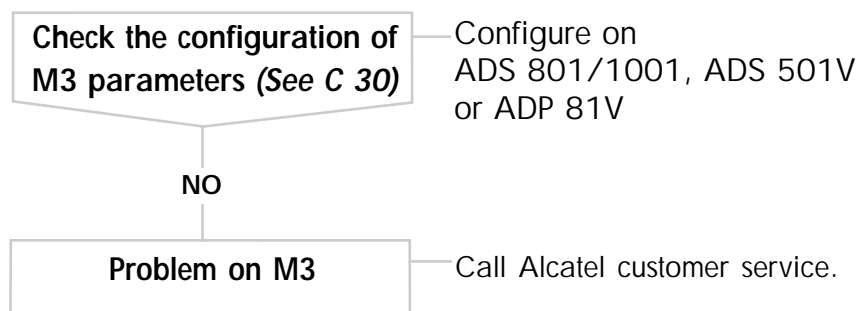 Check the configuration of
M3 parameters (See C 30)
Configure on
ADS 801/1001, ADS 501V
or ADP 81V
NO
Problem on M3
Call Alcatel customer service.